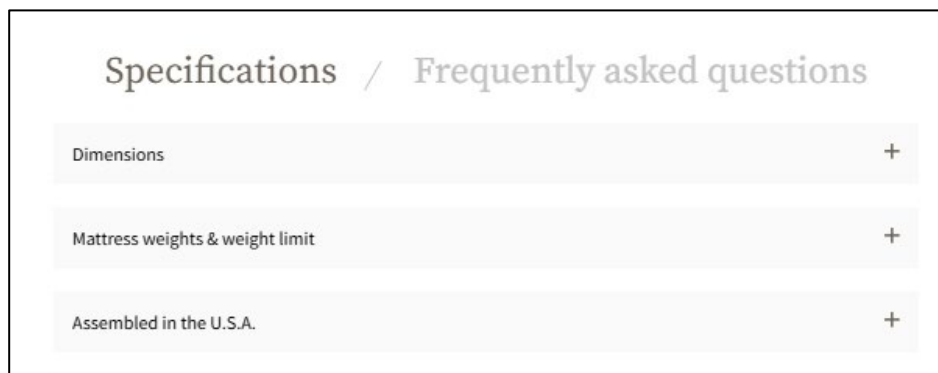 Specifications / Frequently asked questions
Dimensions +
Mattress weights & weight limit +
Assembled in the U.S.A. +